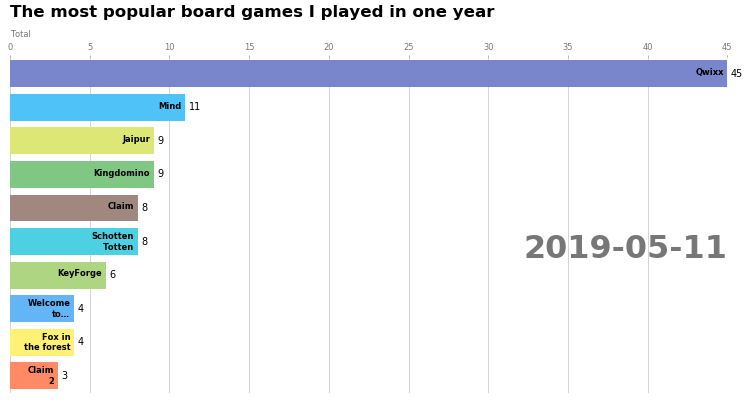 The most popular board games I played in one year
Total
0 5 10 15 20 25 30 35 40 45
Qwixx 45
Mind 11
Jaipur 9
Kingdomino 9
Claim 8
Schotten
Totten 8
KeyForge 6
Welcome
to... 4
Fox in
the forest 4
Claim
2 3
2019-05-11